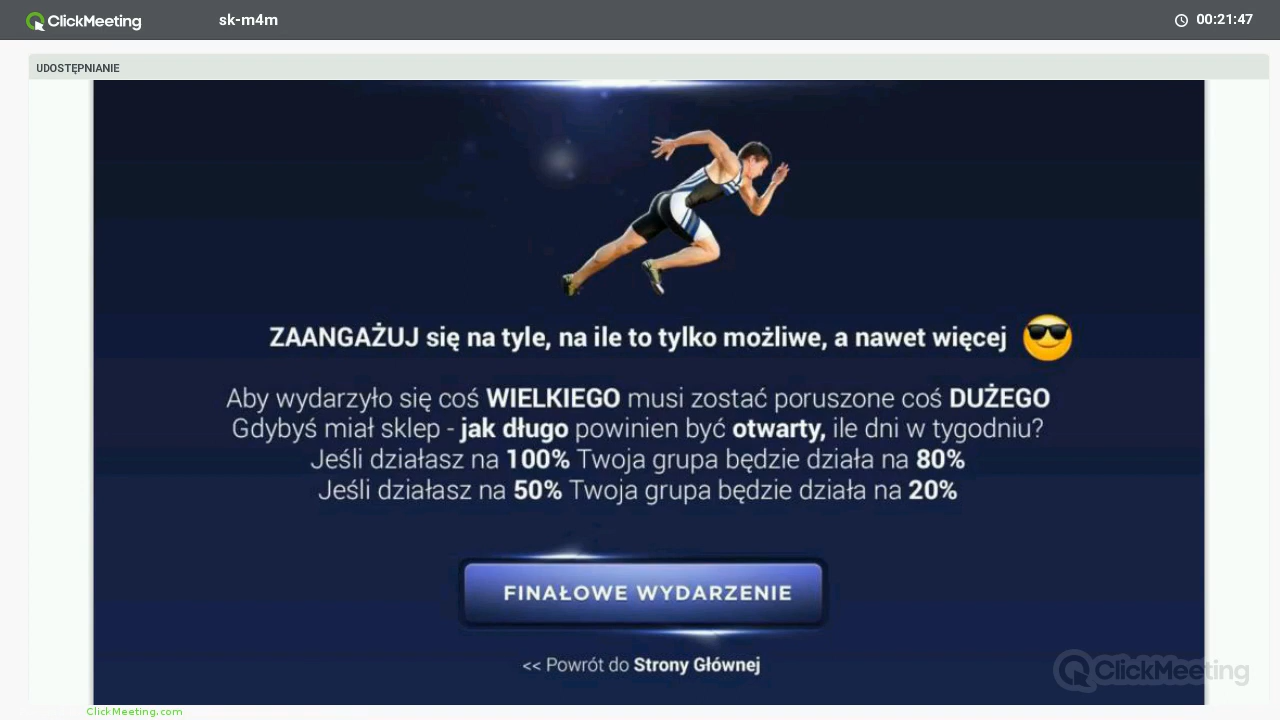 ClickMeeting
sk-m4m
00:21:47
UDOSTĘPNIANIE
ZAANGAŻUJ się na tyle, na ile to tylko możliwe, a nawet więcej
Aby wydarzyło się coś WIELKIEGO musi zostać poruszone coś DUŻEGO
Gdybyś miał sklep - jak długo powinien być otwarty, ile dni w tygodniu?
Jeśli działasz na 100% Twoja grupa będzie działa na 80%
Jeśli działasz na 50% Twoja grupa będzie działa na 20%
FINAŁOWE WYDARZENIE
<< Powrót do Strony Głównej
ClickMeeting
ClickMeeting.com